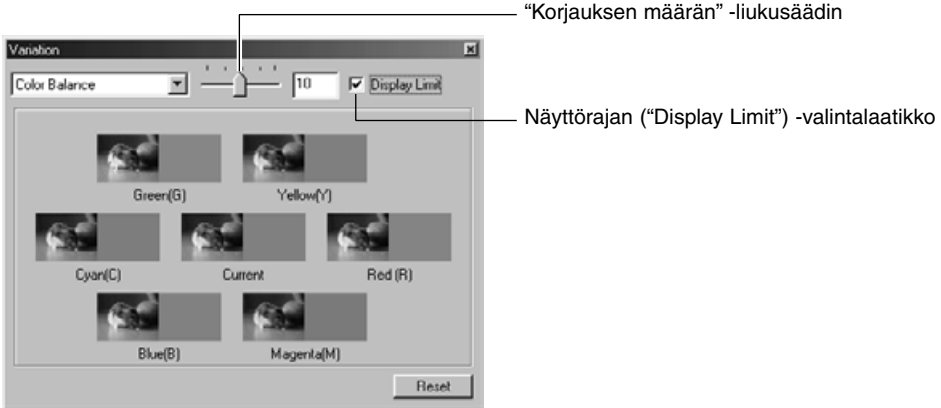 “Korjauksen määrän” -liukusäädin
Variation
Color Balance
10
Display Limit
Näyttörajan (“Display Limit”) -valintalaatikko
Green(G)
Yellow(Y)
Cyan(C)
Current
Red (R)
Blue(B)
Magenta(M)
Reset